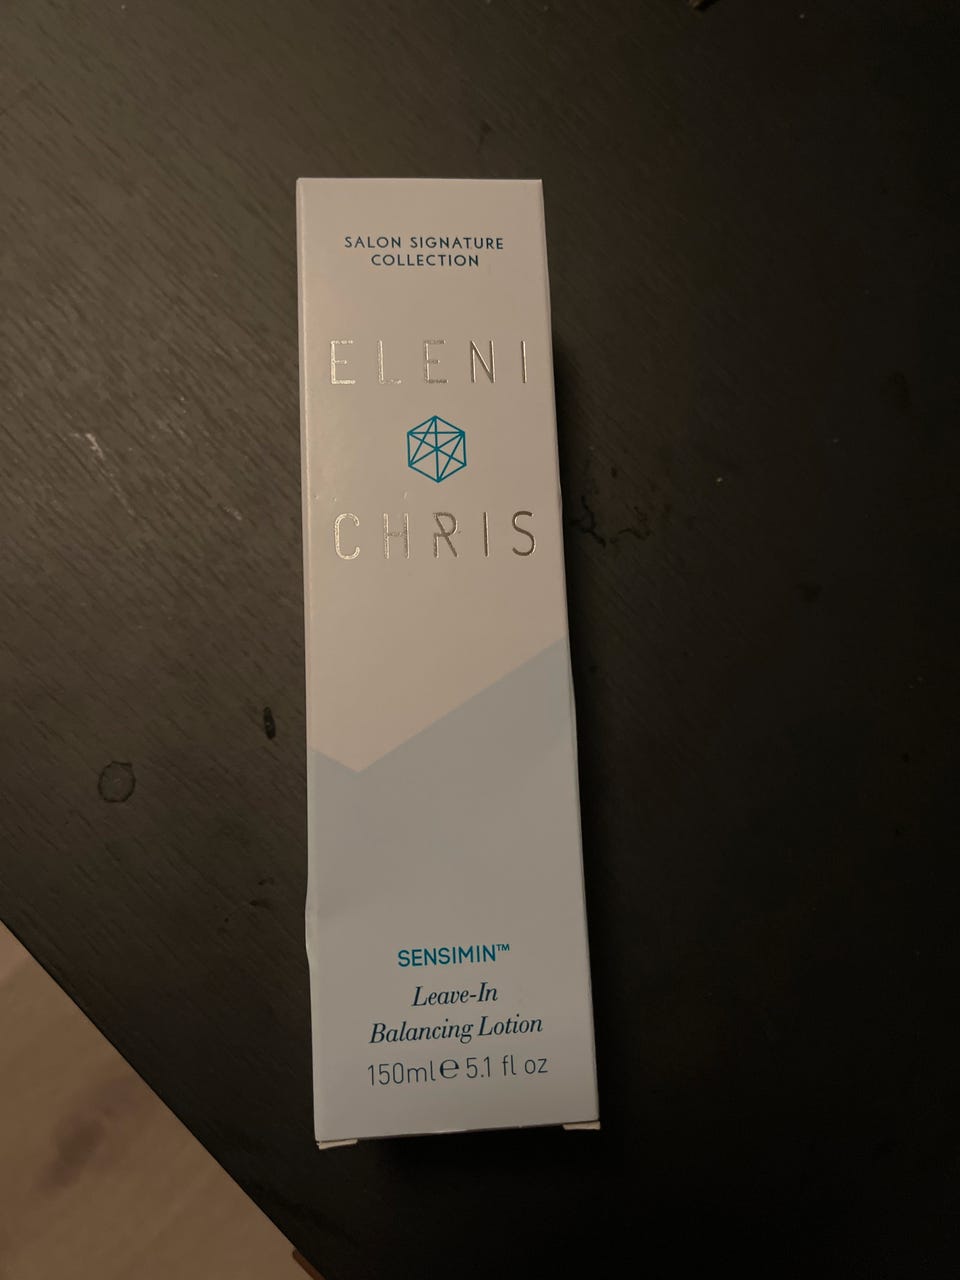 SALON SIGNATURE
COLLECTION
ELENI
CHRIS
SENSIMIN™
Leave-In
Balancing Lotion
150ml℮5.1 fl oz